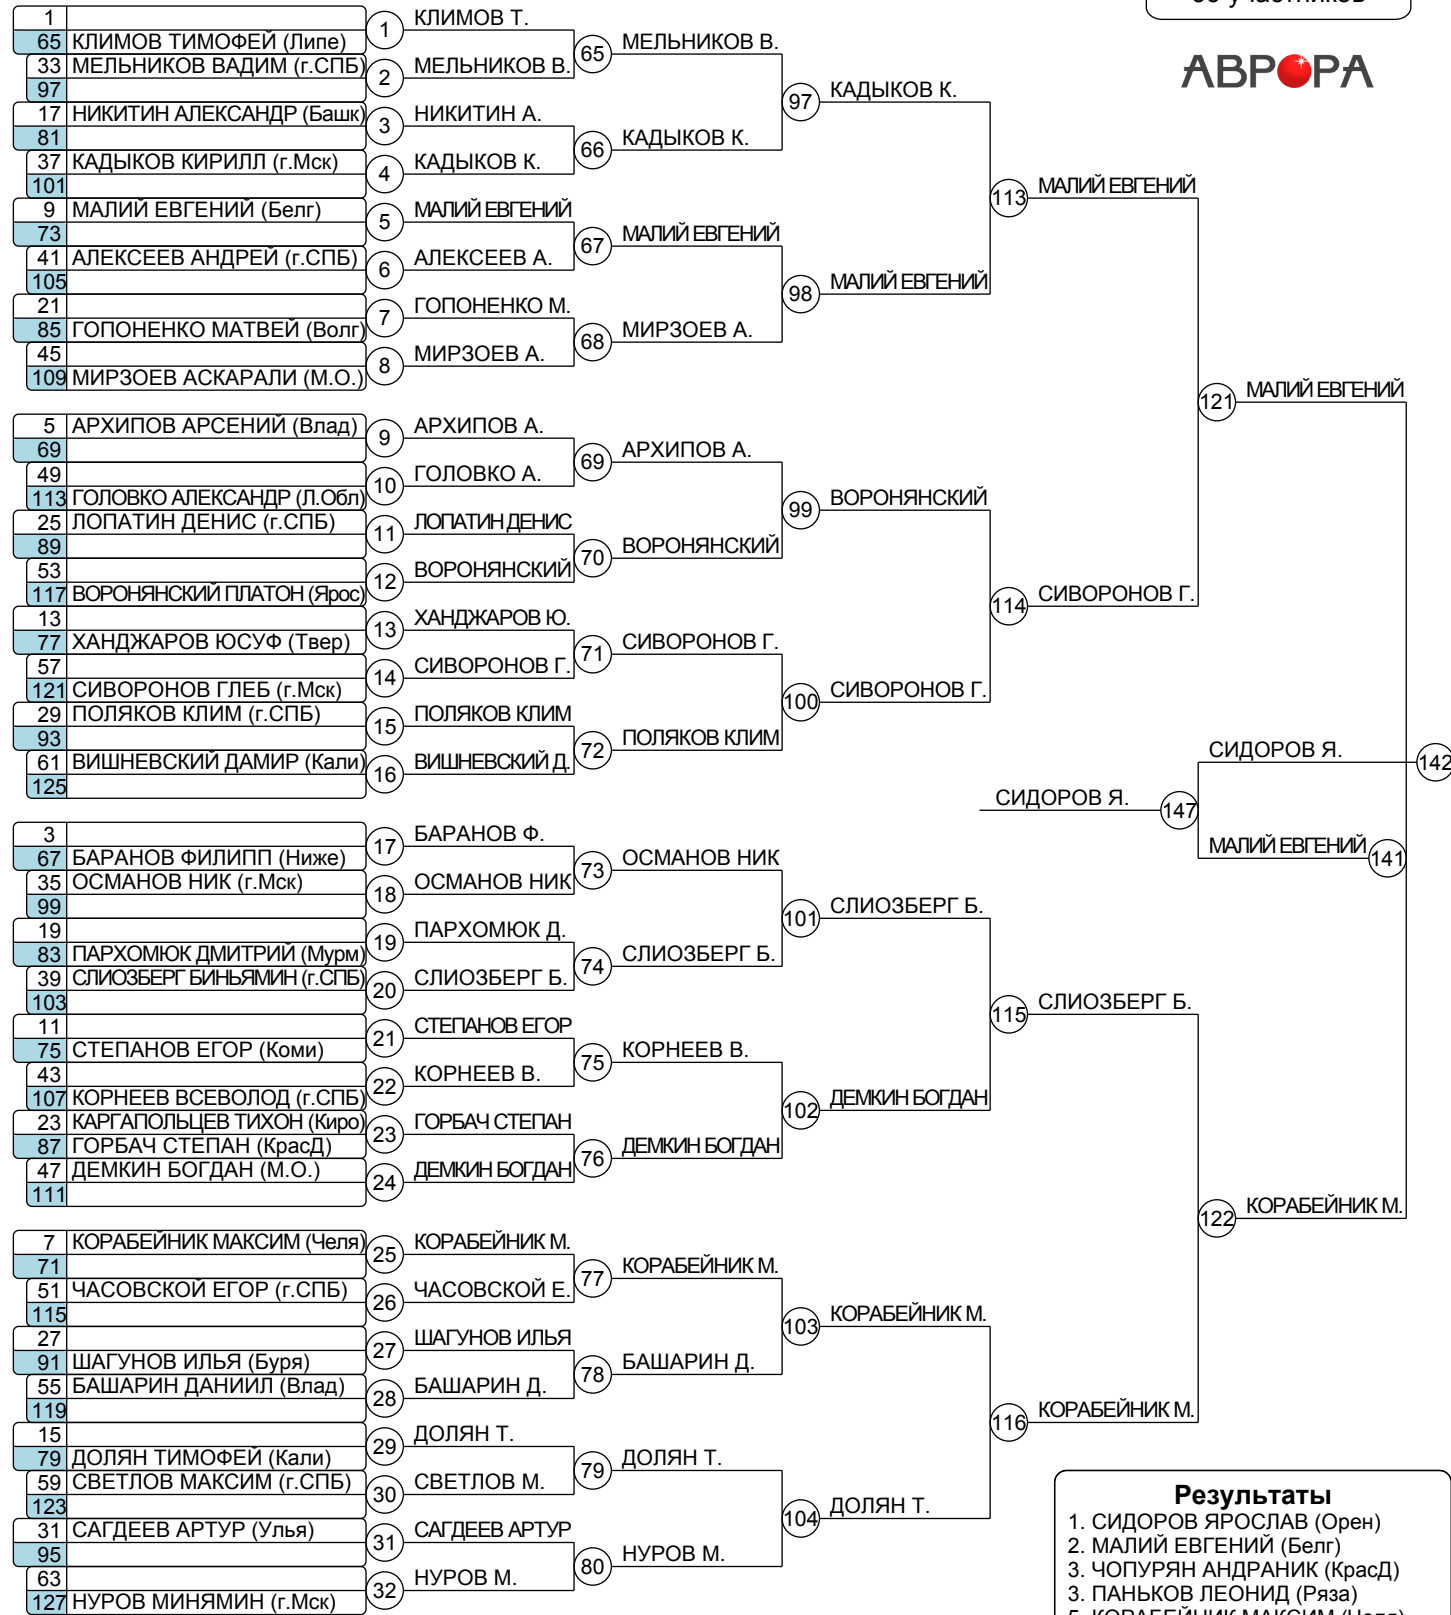 АВРОРА
1
65 КЛИМОВ ТИМОФЕЙ (Липе)
33 МЕЛЬНИКОВ ВАДИМ (г.СПБ)
97
17 НИКИТИН АЛЕКСАНДР (Башк)
81
37 КАДЫКОВ КИРИЛЛ (г.Мск)
101
9 МАЛИЙ ЕВГЕНИЙ (Белг)
73
41 АЛЕКСЕЕВ АНДРЕЙ (г.СПБ)
105
21
85 ГОПОНЕНКО МАТВЕЙ (Волг)
45
109 МИРЗОЕВ АСКАРАЛИ (М.О.)
5 АРХИПОВ АРСЕНИЙ (Влад)
69
49
113 ГОЛОВКО АЛЕКСАНДР (Л.Обл)
25 ЛОПАТИН ДЕНИС (г.СПБ)
89
53
117 ВОРОНЯНСКИЙ ПЛАТОН (Ярос)
13
77 ХАНДЖАРОВ ЮСУФ (Твер)
57
121 СИВОРОНОВ ГЛЕБ (г.Мск)
29 ПОЛЯКОВ КЛИМ (г.СПБ)
93
61 ВИШНЕВСКИЙ ДАМИР (Кали)
125
3
67 БАРАНОВ ФИЛИПП (Ниже)
35 ОСМАНОВ НИК (г.Мск)
99
19
83 ПАРХОМЮК ДМИТРИЙ (Мурм)
39 СЛИОЗБЕРГ БИНЬЯМИН (г.СПБ)
103
11
75 СТЕПАНОВ ЕГОР (Коми)
43
107 КОРНЕЕВ ВСЕВОЛОД (г.СПБ)
23 КАРГАПОЛЬЦЕВ ТИХОН (Киро)
87 ГОРБАЧ СТЕПАН (КрасД)
47 ДЕМКИН БОГДАН (М.О.)
111
7 КОРАБЕЙНИК МАКСИМ (Челя)
71
51 ЧАСОВСКОЙ ЕГОР (г.СПБ)
115
27
91 ШАГУНОВ ИЛЬЯ (Буря)
55 БАШАРИН ДАНИИЛ (Влад)
119
15
79 ДОЛЯН ТИМОФЕЙ (Кали)
59 СВЕТЛОВ МАКСИМ (г.СПБ)
123
31 САГДЕЕВ АРТУР (Улья)
95
63
127 НУРОВ МИНЯМИН (г.Мск)
1 КЛИМОВ Т.
2 МЕЛЬНИКОВ В.
3 НИКИТИН А.
4 КАДЫКОВ К.
5 МАЛИЙ ЕВГЕНИЙ
6 АЛЕКСЕЕВ А.
7 ГОПОНЕНКО М.
8 МИРЗОЕВ А.
9 АРХИПОВ А.
10 ГОЛОВКО А.
11 ЛОПАТИН ДЕНИС
12 ВОРОНЯНСКИЙ
13 ХАНДЖАРОВ Ю.
14 СИВОРОНОВ Г.
15 ПОЛЯКОВ КЛИМ
16 ВИШНЕВСКИЙ Д.
17 БАРАНОВ Ф.
18 ОСМАНОВ НИК
19 ПАРХОМЮК Д.
20 СЛИОЗБЕРГ Б.
21 СТЕПАНОВ ЕГОР
22 КОРНЕЕВ В.
23 ГОРБАЧ СТЕПАН
24 ДЕМКИН БОГДАН
25 КОРАБЕЙНИК М.
26 ЧАСОВСКОЙ Е.
27 ШАГУНОВ ИЛЬЯ
28 БАШАРИН Д.
29 ДОЛЯН Т.
30 СВЕТЛОВ М.
31 САГДЕЕВ АРТУР
32 НУРОВ М.
65 МЕЛЬНИКОВ В.
66 КАДЫКОВ К.
67 МАЛИЙ ЕВГЕНИЙ
68 МИРЗОЕВ А.
69 АРХИПОВ А.
70 ВОРОНЯНСКИЙ
71 СИВОРОНОВ Г.
72 ПОЛЯКОВ КЛИМ
73 ОСМАНОВ НИК
74 СЛИОЗБЕРГ Б.
75 КОРНЕЕВ В.
76 ДЕМКИН БОГДАН
77 КОРАБЕЙНИК М.
78 БАШАРИН Д.
79 ДОЛЯН Т.
80 НУРОВ М.
97 КАДЫКОВ К.
98 МАЛИЙ ЕВГЕНИЙ
99 ВОРОНЯНСКИЙ
100 СИВОРОНОВ Г.
101 СЛИОЗБЕРГ Б.
102 ДЕМКИН БОГДАН
103 КОРАБЕЙНИК М.
104 ДОЛЯН Т.
113 МАЛИЙ ЕВГЕНИЙ
114 СИВОРОНОВ Г.
115 СЛИОЗБЕРГ Б.
116 КОРАБЕЙНИК М.
121 МАЛИЙ ЕВГЕНИЙ
122 КОРАБЕЙНИК М.
СИДОРОВ Я. 142
СИДОРОВ Я. 147
МАЛИЙ ЕВГЕНИЙ 141
Результаты
1. СИДОРОВ ЯРОСЛАВ (Орен)
2. МАЛИЙ ЕВГЕНИЙ (Белг)
3. ЧОПУРЯН АНДРАНИК (КрасД)
3. ПАНЬКОВ ЛЕОНИД (Ряза)
5. КОРАБЕЙНИК МАКСИМ (Челя)